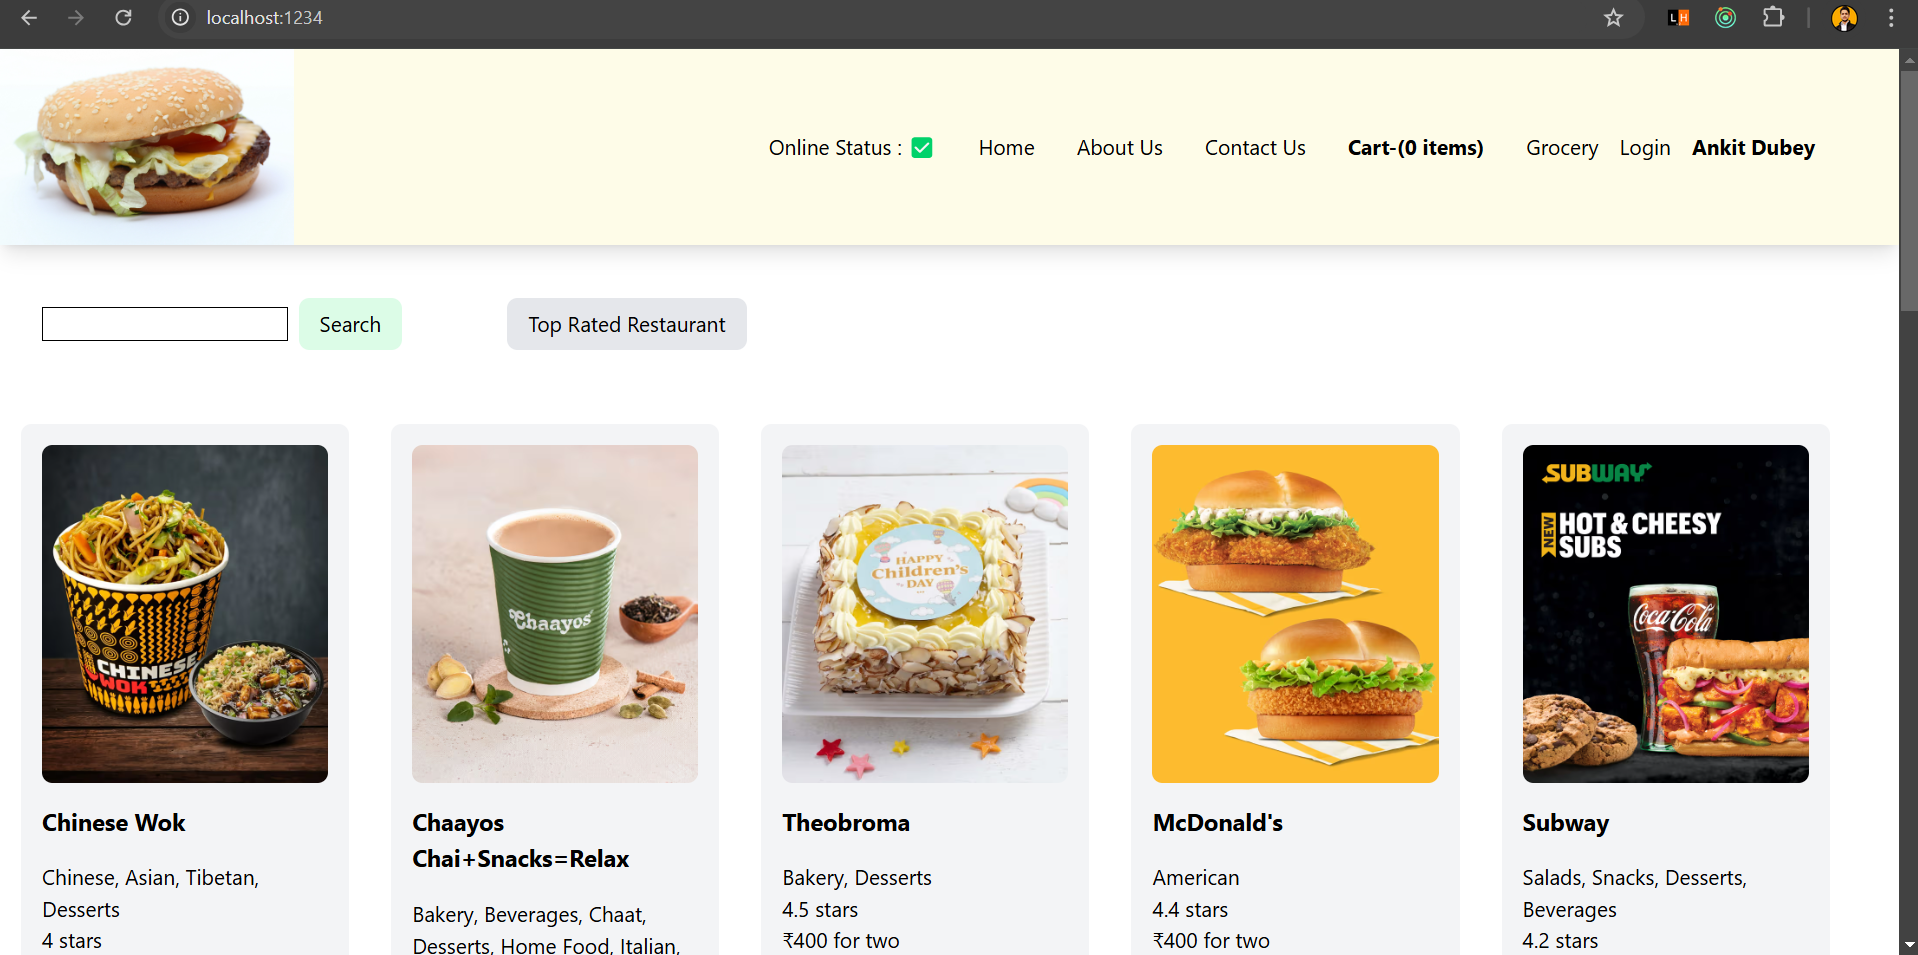 localhost:1234
L H
Online Status : ✅ Home About Us Contact Us Cart-(0 items) Grocery Login Ankit Dubey
Search
Top Rated Restaurant
CHINESE
WOK
Chaayos
HAPPY
Children's
DAY
SUBWAY
NEW
HOT & CHEESY
SUBS
Coca-Cola
Chinese Wok
Chinese, Asian, Tibetan,
Desserts
4 stars
Chaayos
Chai+Snacks=Relax
Bakery, Beverages, Chaat,
Desserts, Home Food, Italian,
Theobroma
Bakery, Desserts
4.5 stars
₹400 for two
McDonald's
American
4.4 stars
₹400 for two
Subway
Salads, Snacks, Desserts,
Beverages
4.2 stars